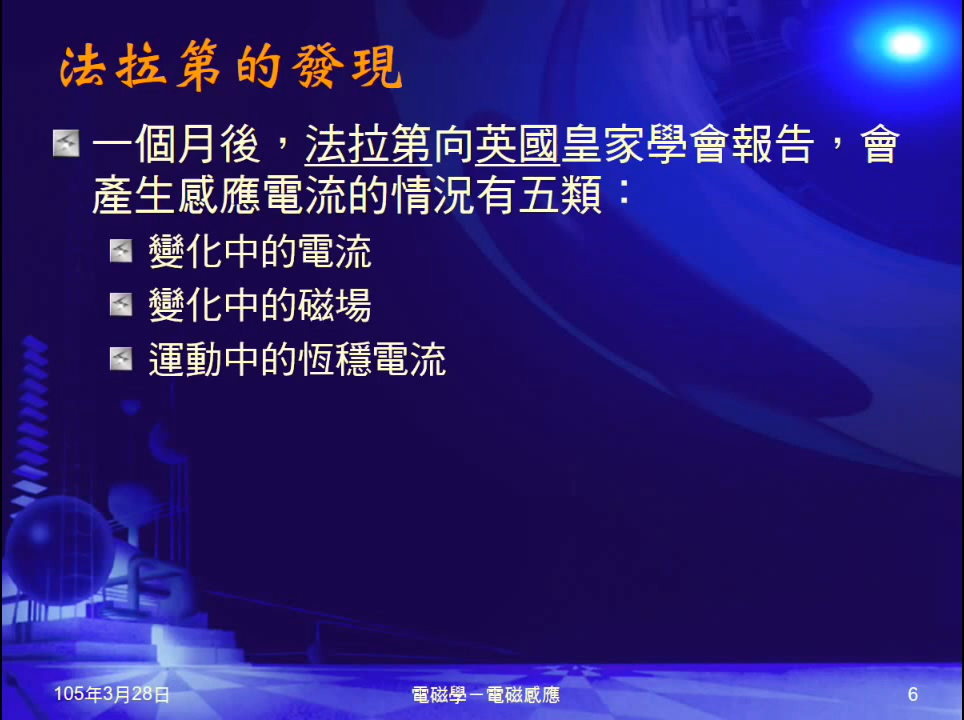 法拉第的發現
一個月後，法拉第向英國皇家學會報告，會
產生感應電流的情況有五類：
變化中的電流
變化中的磁場
運動中的恆穩電流
105年3月28日
電磁學－電磁感應
6